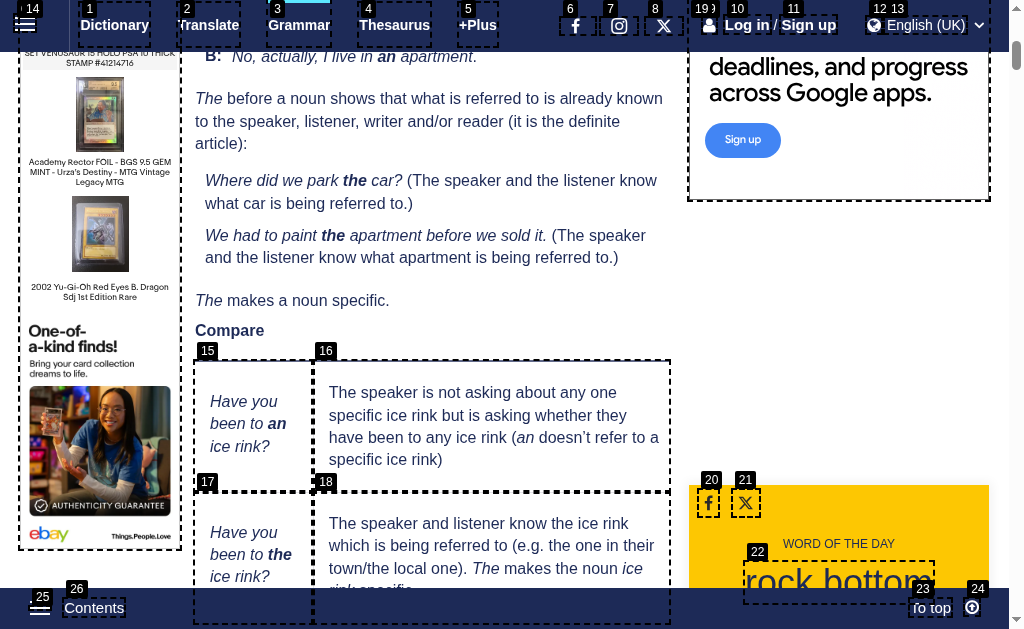 Dictionary
Translate
Grammar
Thesaurus
+Plus
Log in / Sign up
English (UK)
SET VENUSAUR 15 HOLO PSA 10 THICK
STAMP #41214716
Academy Rector FOIL - BGS 9.5 GEM
MINT - Urza's Destiny - MTG Vintage
Legacy MTG
2002 Yu-Gi-Oh Red Eyes B. Dragon
Sdj 1st Edition Rare
One-of-
a-kind finds!
Bring your card collection
dreams to life.
AUTHENTICITY GUARANTEE
ebay
Things.People.Love
B: No, actually, I live in an apartment.
The before a noun shows that what is referred to is already known
to the speaker, listener, writer and/or reader (it is the definite
article):
Where did we park the car? (The speaker and the listener know
what car is being referred to.)
We had to paint the apartment before we sold it. (The speaker
and the listener know what apartment is being referred to.)
The makes a noun specific.
Compare
Have you
been to an
ice rink?
The speaker is not asking about any one
specific ice rink but is asking whether they
have been to any ice rink (an doesn’t refer to a
specific ice rink)
Have you
been to the
ice rink?
The speaker and listener know the ice rink
which is being referred to (e.g. the one in their
town/the local one). The makes the noun ice
rink specific.
deadlines, and progress
across Google apps.
Sign up
WORD OF THE DAY
rock bottom
Contents
To top
1
2
3
4
5
6
7
8
10
11
12
13
14
15
16
17
18
19
20
21
22
23
24
25
26